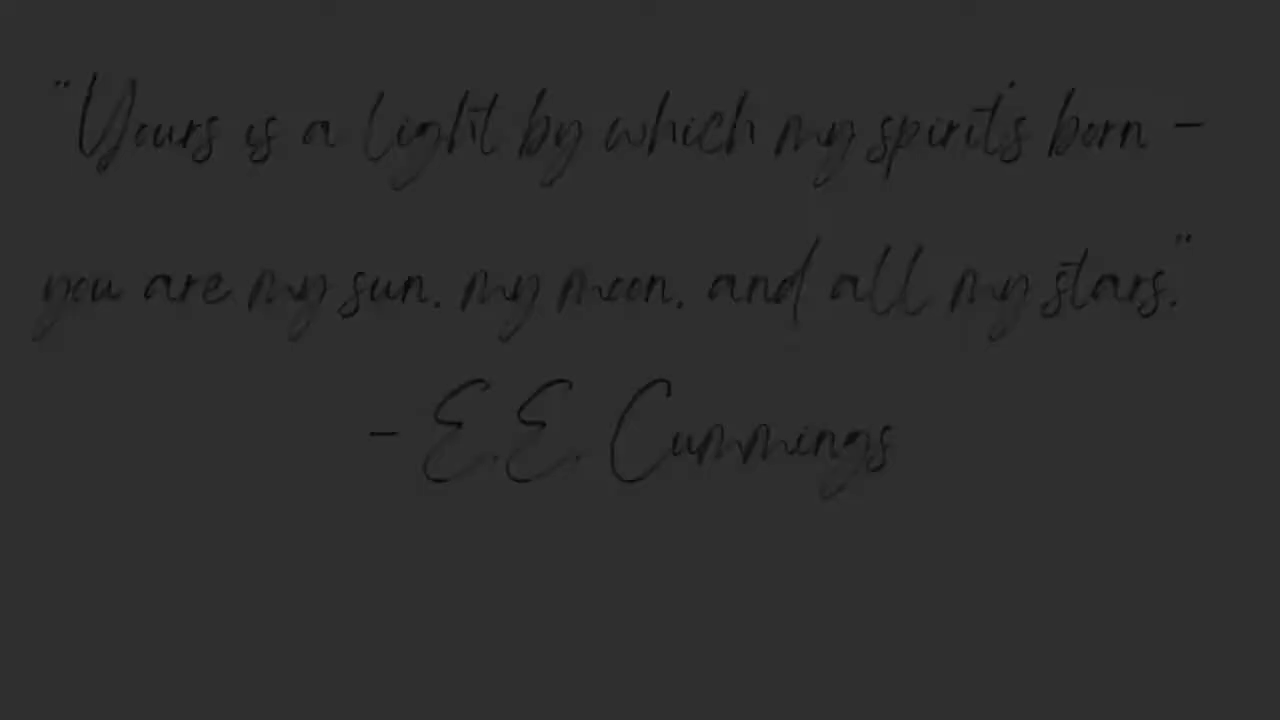 "Yours is a light by which my spirit's born -
you are my sun, my moon, and all my stars."
- E.E. Cummings